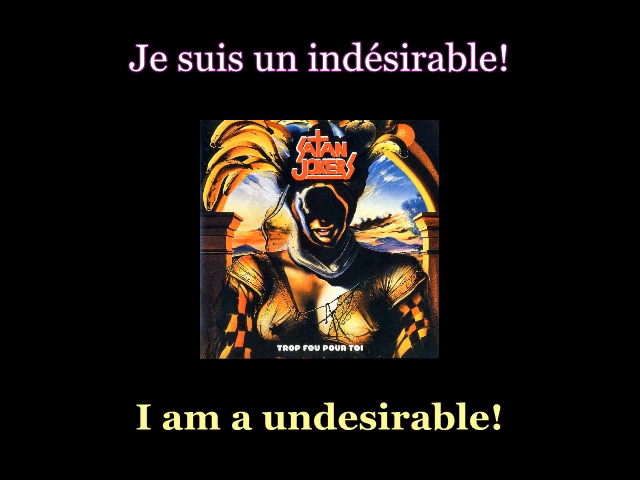 Je suis un indésirable!
SATAN
JOKERS
TROP FOU POUR TOI
I am a undesirable!